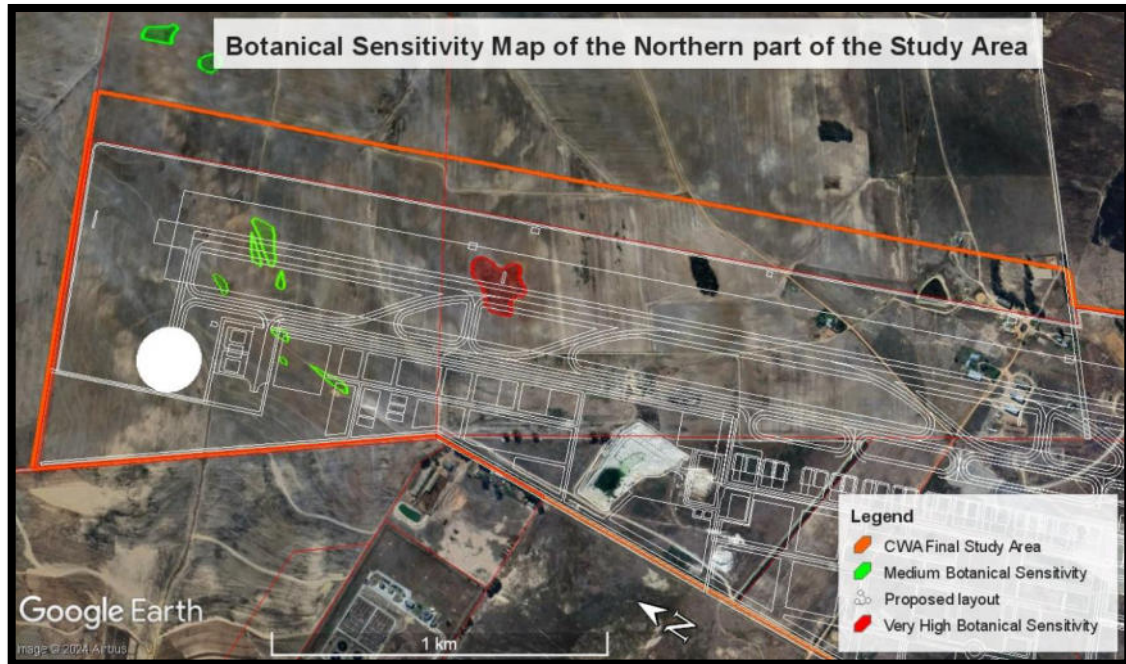 Botanical Sensitivity Map of the Northern part of the Study Area
Legend
CWA Final Study Area
Medium Botanical Sensitivity
Proposed layout
Very High Botanical Sensitivity
Google Earth
Image © 2024 Airbus
1 km
N